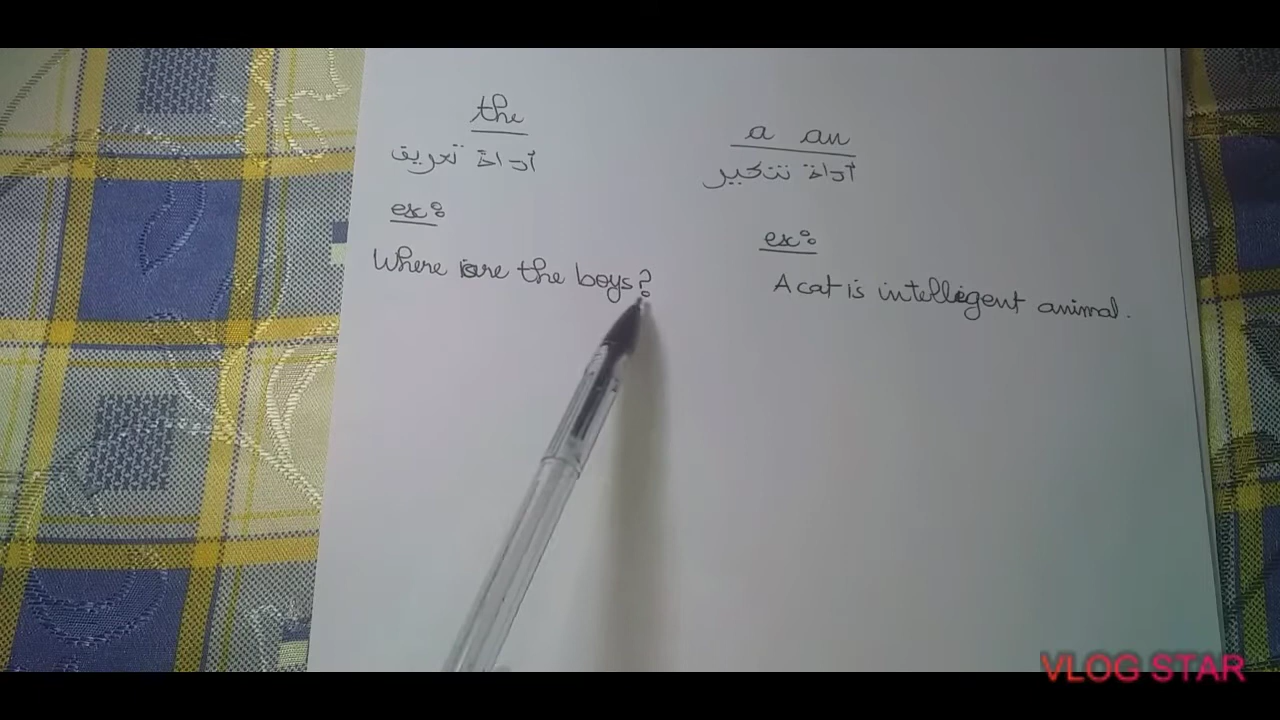 the
أداة تعريف
ex:
Where are the boys?
a an
أداة تنكير
ex:
A cat is intelligent animal.
VLOG STAR